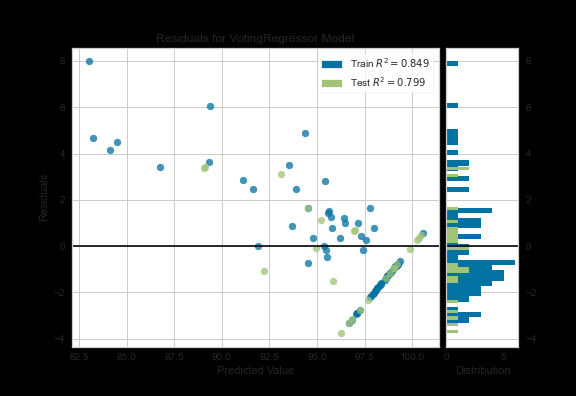 Residuals for VotingRegressor Model
Train R² = 0.849
Test R² = 0.799
8
6
4
2
0
−2
−4
Residuals
82.5 85.0 87.5 90.0 92.5 95.0 97.5 100.0
Predicted Value
8
6
4
2
0
−2
−4
0 5
Distribution